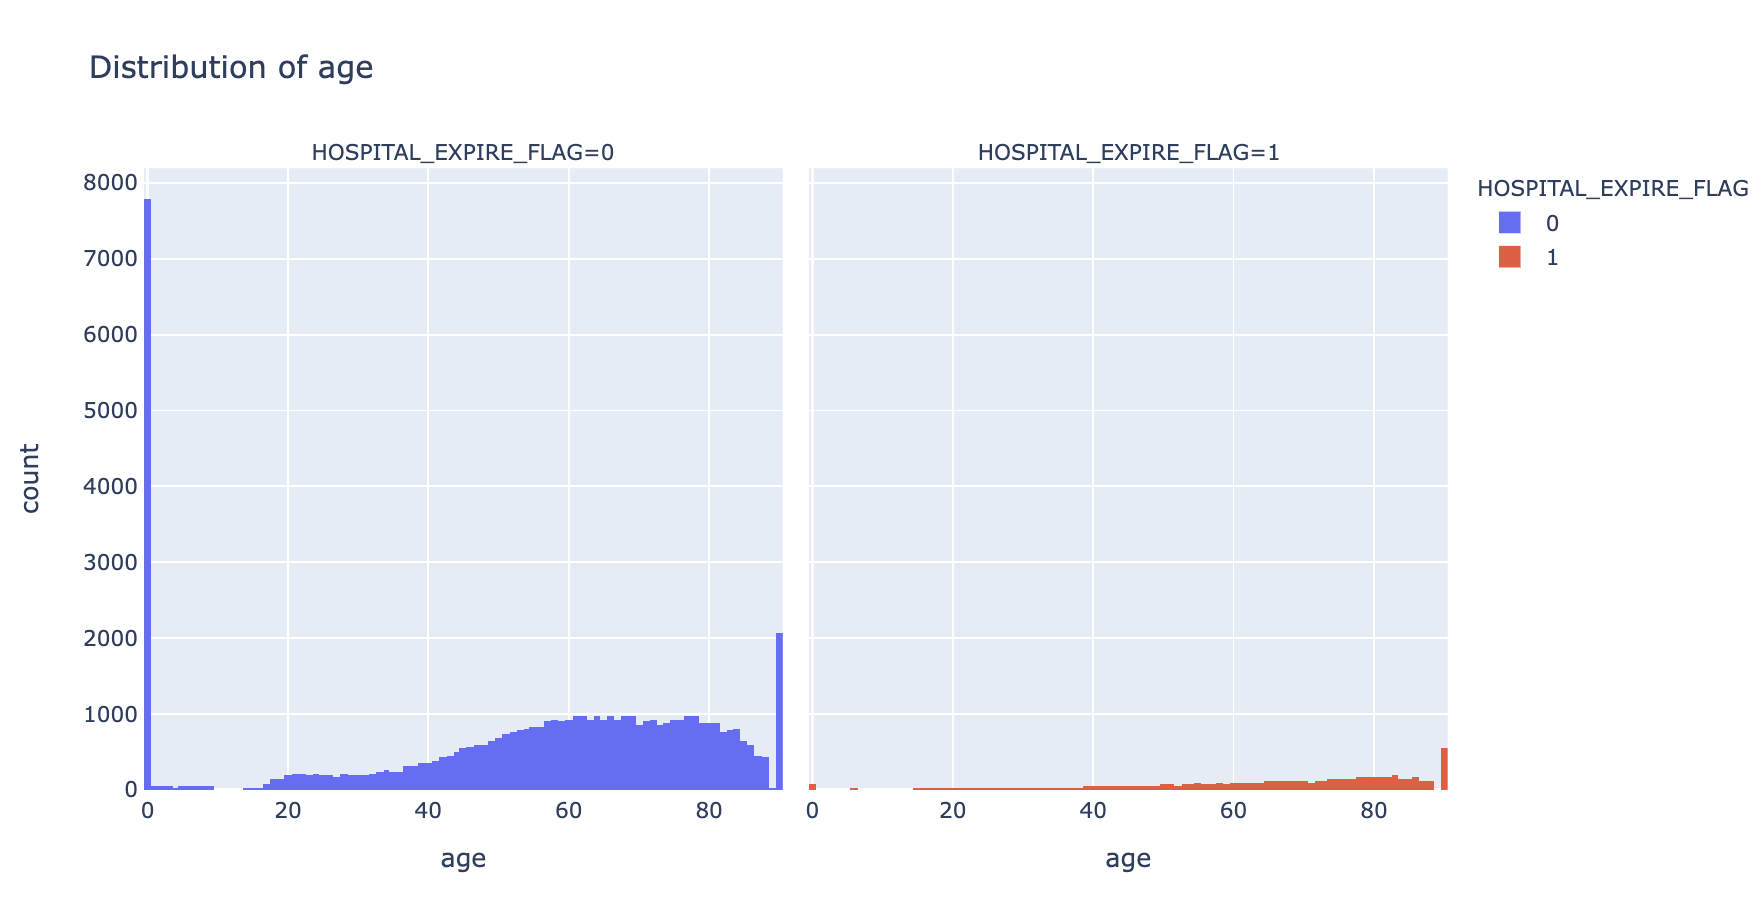 Distribution of age
HOSPITAL_EXPIRE_FLAG=0
HOSPITAL_EXPIRE_FLAG=1
HOSPITAL_EXPIRE_FLAG
0
1
8000
7000
6000
5000
4000
3000
2000
1000
0
count
0 20 40 60 80
0 20 40 60 80
age
age